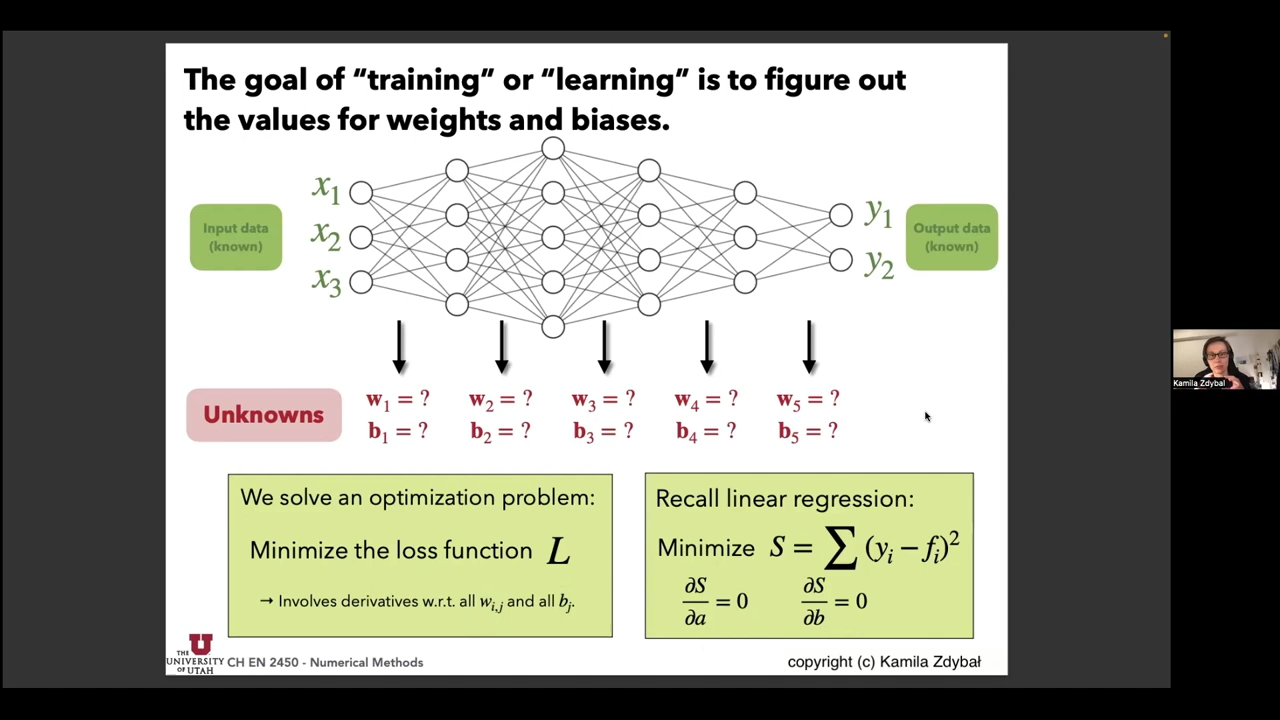 The goal of “training” or “learning” is to figure out
the values for weights and biases.
x₁
x₂
x₃
Input data
(known)
y₁
y₂
Output data
(known)
Unknowns
w₁ = ? w₂ = ? w₃ = ? w₄ = ? w₅ = ?
b₁ = ? b₂ = ? b₃ = ? b₄ = ? b₅ = ?
We solve an optimization problem:
Minimize the loss function L
→ Involves derivatives w.r.t. all wᵢ,ⱼ and all bⱼ.
Recall linear regression:
Minimize S = ∑ (yᵢ − fᵢ)²
∂S/∂a = 0 ∂S/∂b = 0
THE
UNIVERSITY
OF UTAH
CH EN 2450 - Numerical Methods
copyright (c) Kamila Zdybał
Kamila Zdybal